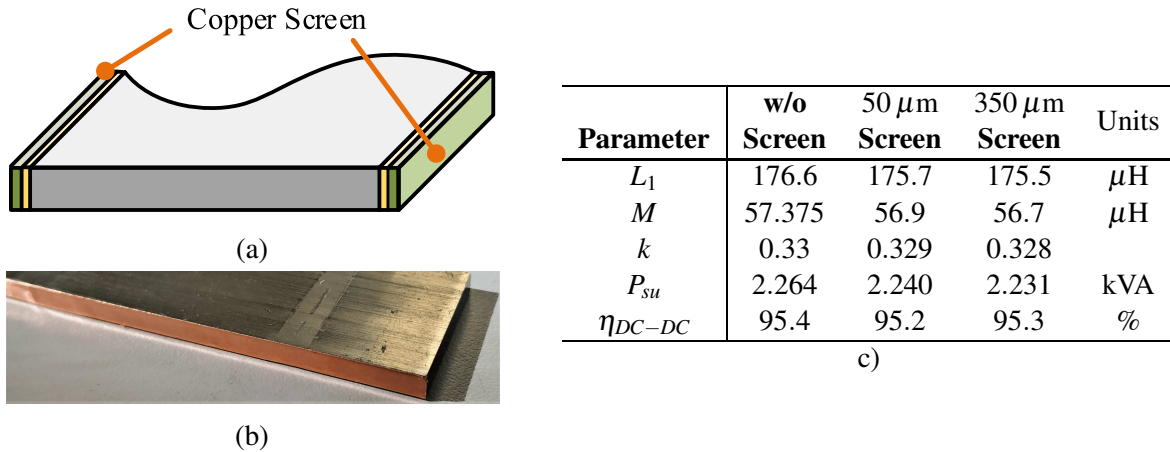 Copper Screen
(a)
(b)
Parameter w/o Screen 50 μm Screen 350 μm Screen Units
L₁ 176.6 175.7 175.5 μH
M 57.375 56.9 56.7 μH
k 0.33 0.329 0.328
Pₛᵤ 2.264 2.240 2.231 kVA
η_{DC−DC} 95.4 95.2 95.3 %
c)